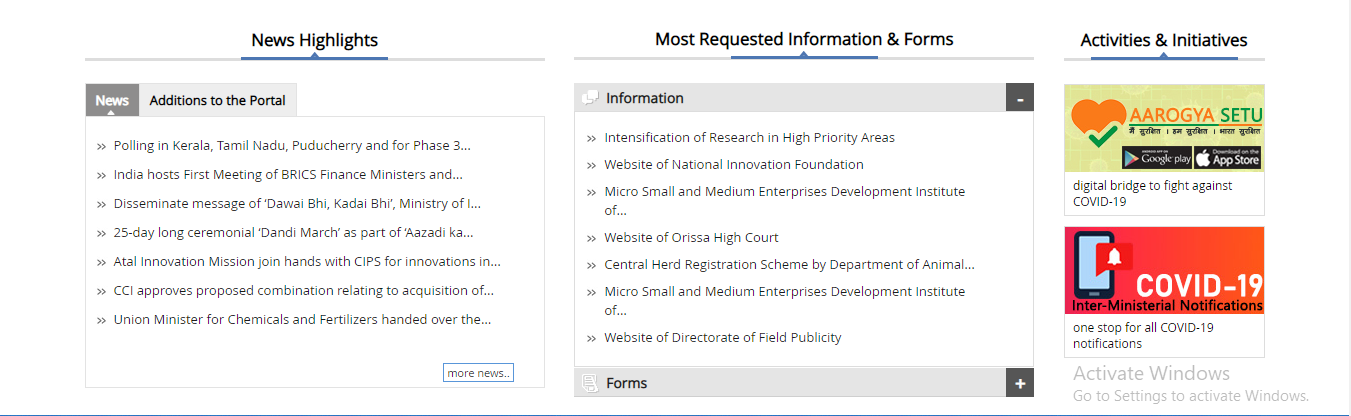 News Highlights
News
Additions to the Portal
» Polling in Kerala, Tamil Nadu, Puducherry and for Phase 3...
» India hosts First Meeting of BRICS Finance Ministers and...
» Disseminate message of ‘Dawai Bhi, Kadai Bhi’, Ministry of I...
» 25-day long ceremonial ‘Dandi March’ as part of ‘Aazadi ka...
» Atal Innovation Mission join hands with CIPS for innovations in...
» CCI approves proposed combination relating to acquisition of...
» Union Minister for Chemicals and Fertilizers handed over the...
more news..
Most Requested Information & Forms
Information
-
» Intensification of Research in High Priority Areas
» Website of National Innovation Foundation
» Micro Small and Medium Enterprises Development Institute
of...
» Website of Orissa High Court
» Central Herd Registration Scheme by Department of Animal...
» Micro Small and Medium Enterprises Development Institute
of...
» Website of Directorate of Field Publicity
Forms
+
Activities & Initiatives
AAROGYA SETU
मैं सुरक्षित । हम सुरक्षित । भारत सुरक्षित
ANDROID APP ON
Google play
Download on the
App Store
digital bridge to fight against
COVID-19
COVID-19
Inter-Ministerial Notifications
one stop for all COVID-19
notifications
Activate Windows
Go to Settings to activate Windows.